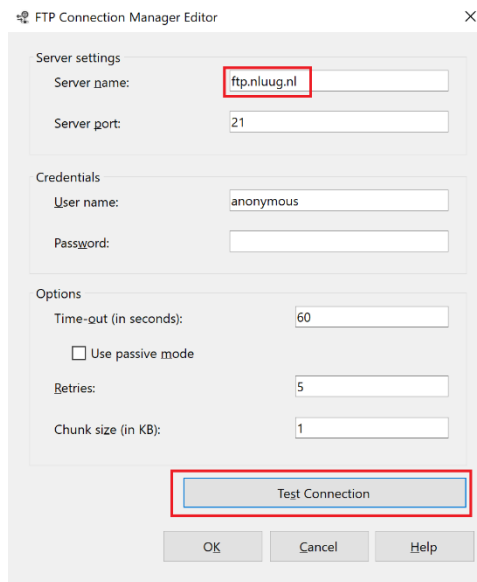 FTP Connection Manager Editor
Server settings
Server name: ftp.nluug.nl
Server port: 21
Credentials
User name: anonymous
Password:
Options
Time-out (in seconds): 60
Use passive mode
Retries: 5
Chunk size (in KB): 1
Test Connection
OK Cancel Help